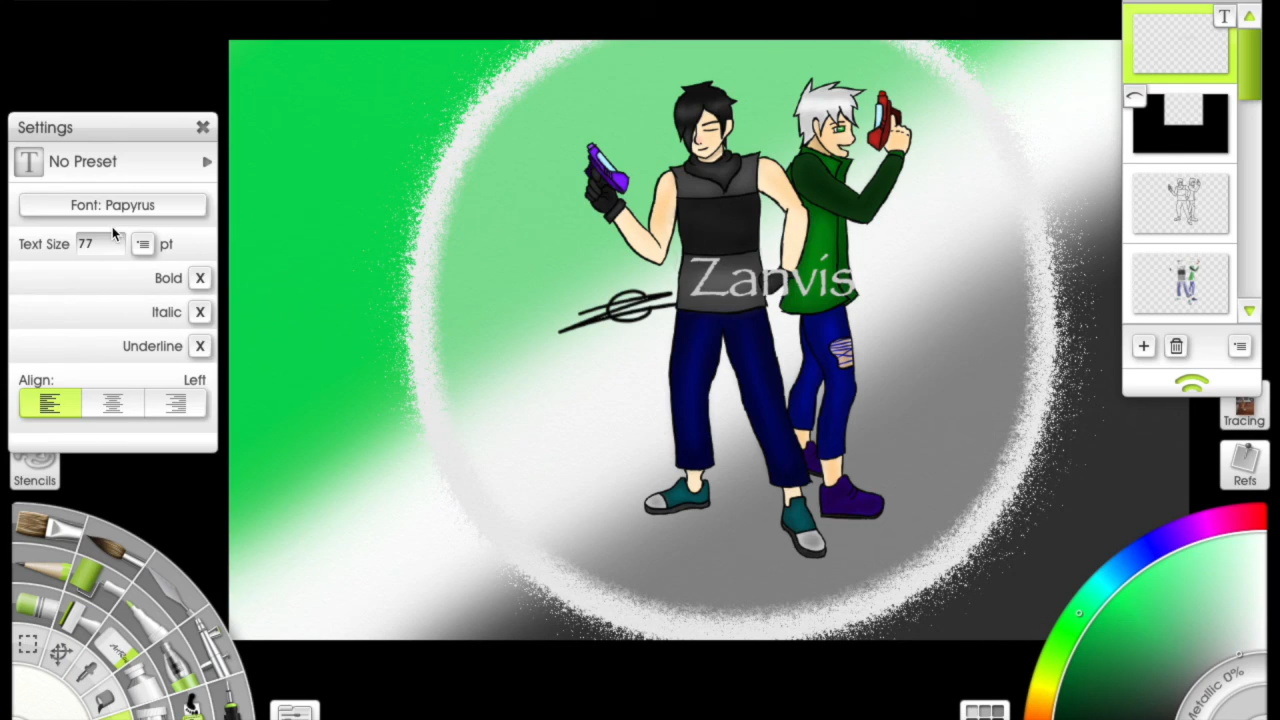 Settings
T No Preset
Font: Papyrus
Text Size 77 pt
Bold X
Italic X
Underline X
Align: Left
Stencils
Zanvis
T
Tracing
Refs
Metallic 0%